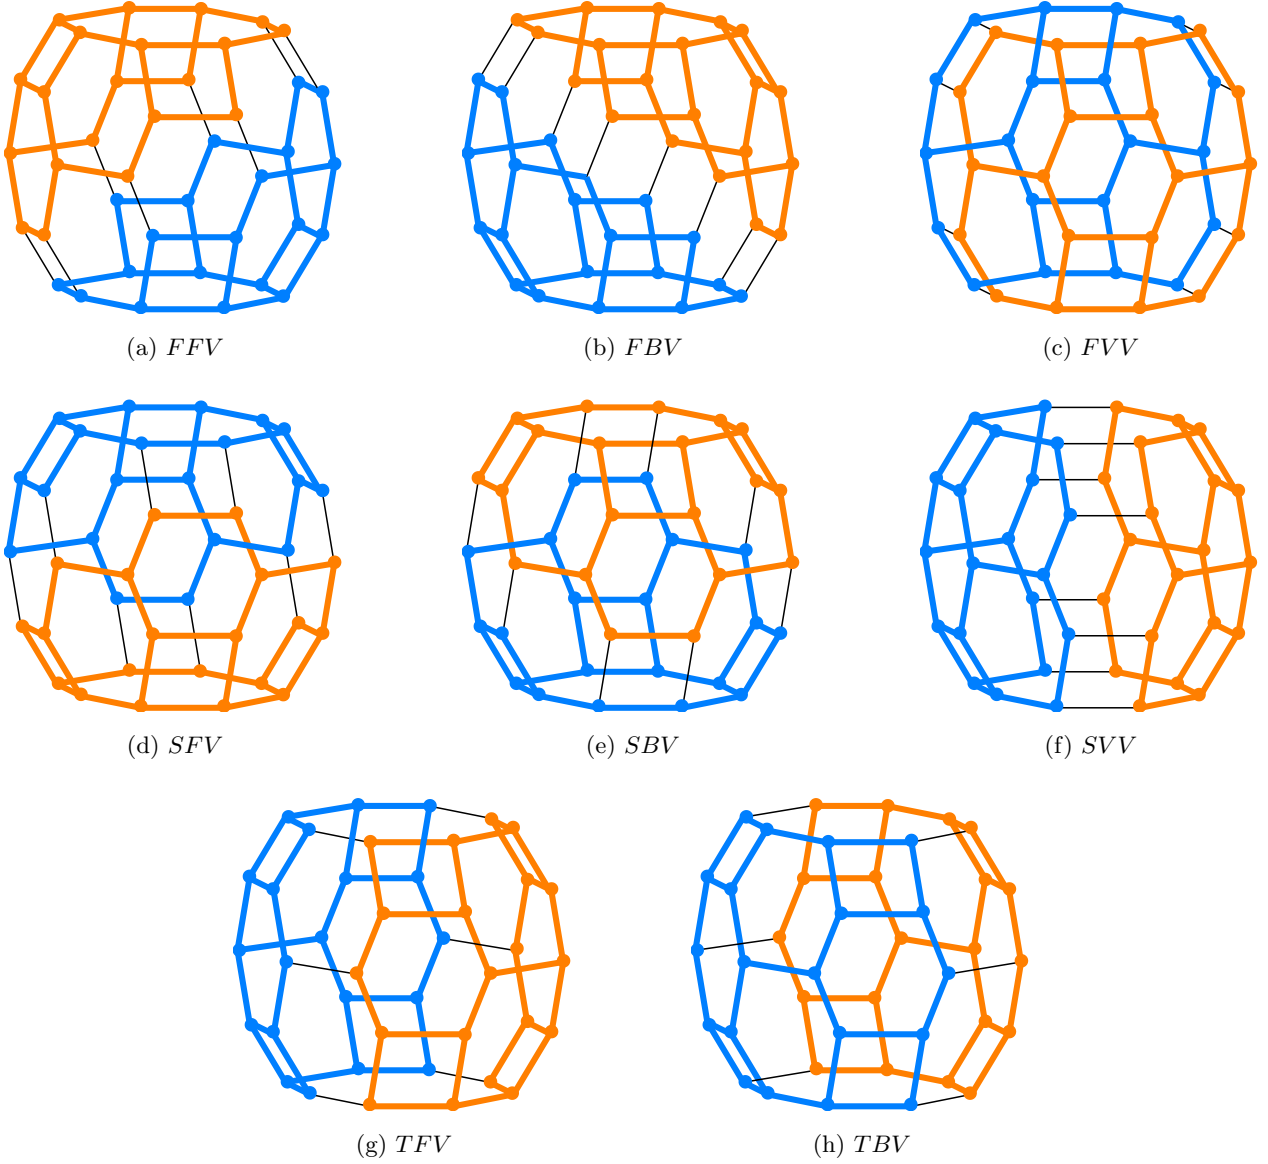 (a) FFV
(b) FBV
(c) FVV
(d) SFV
(e) SBV
(f) SVV
(g) TFV
(h) TBV